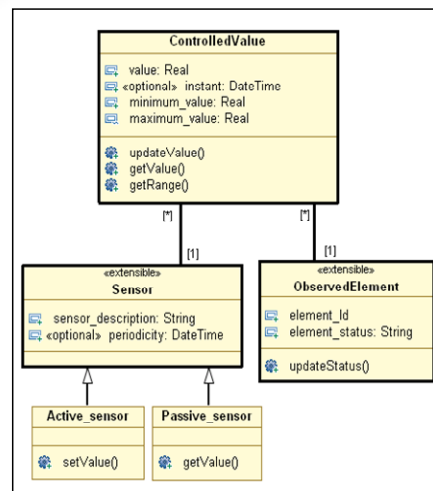 ControlledValue
value: Real
«optional» instant: DateTime
minimum_value: Real
maximum_value: Real
updateValue()
getValue()
getRange()
[*]
[*]
[1]
[1]
«extensible»
Sensor
sensor_description: String
«optional» periodicity: DateTime
«extensible»
ObservedElement
element_Id
element_status: String
updateStatus()
Active_sensor
setValue()
Passive_sensor
getValue()